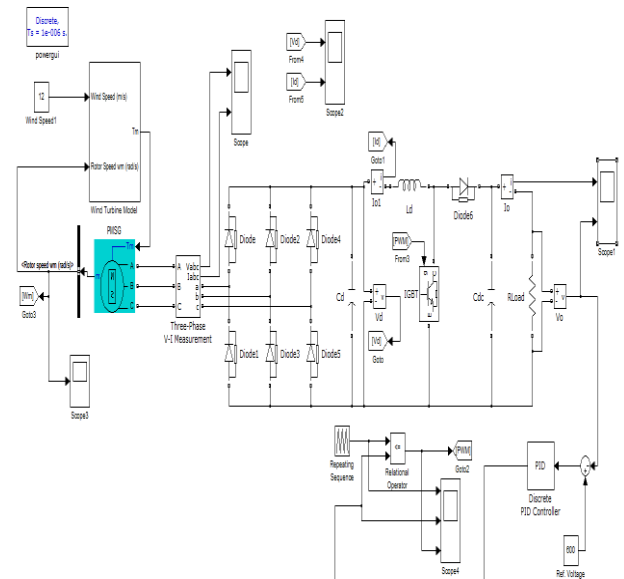 Discrete,
Ts = 1e-006 s.
powergui
[Vd]
From4
[Id]
From5
Scope2
Scope
12
Wind Speed1
Wind Speed (m/s)
Tm
Rotor Speed wm (rad/s)
Wind Turbine Model
PMSG
Tm
m
A
B
C
N
S
<Rotor speed wm (rad/s)>
[Wm]
Goto3
Scope3
A
B
C
Vabc
Iabc
a
b
c
Three-Phase
V-I Measurement
Diode
Diode2
Diode4
Diode1
Diode3
Diode5
Cd
[Id]
Goto1
Io1
Ld
Diode6
Io
Scope1
[PWM]
From3
IGBT
Vd
[Vd]
Goto
Cdc
RLoad
Vo
Repeating
Sequence
Relational
Operator
[PWM]
Goto2
Scope4
PID
Discrete
PID Controller
600
Ref. Voltage